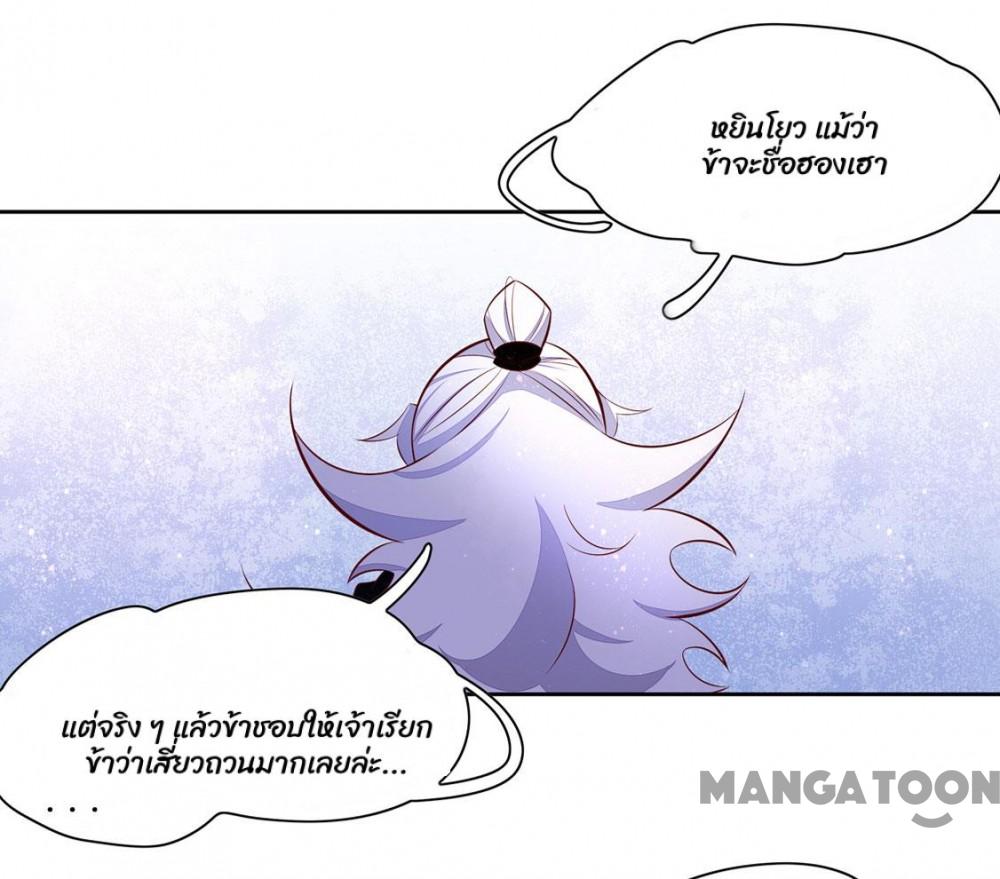 หยินโยว แม้ว่า
ข้าจะชื่อฮองเฮา
แต่จริง ๆ แล้วข้าชอบให้เจ้าเรียก
ข้าว่าเสี่ยวถวนมากเลยล่ะ...
...
MANGATOON